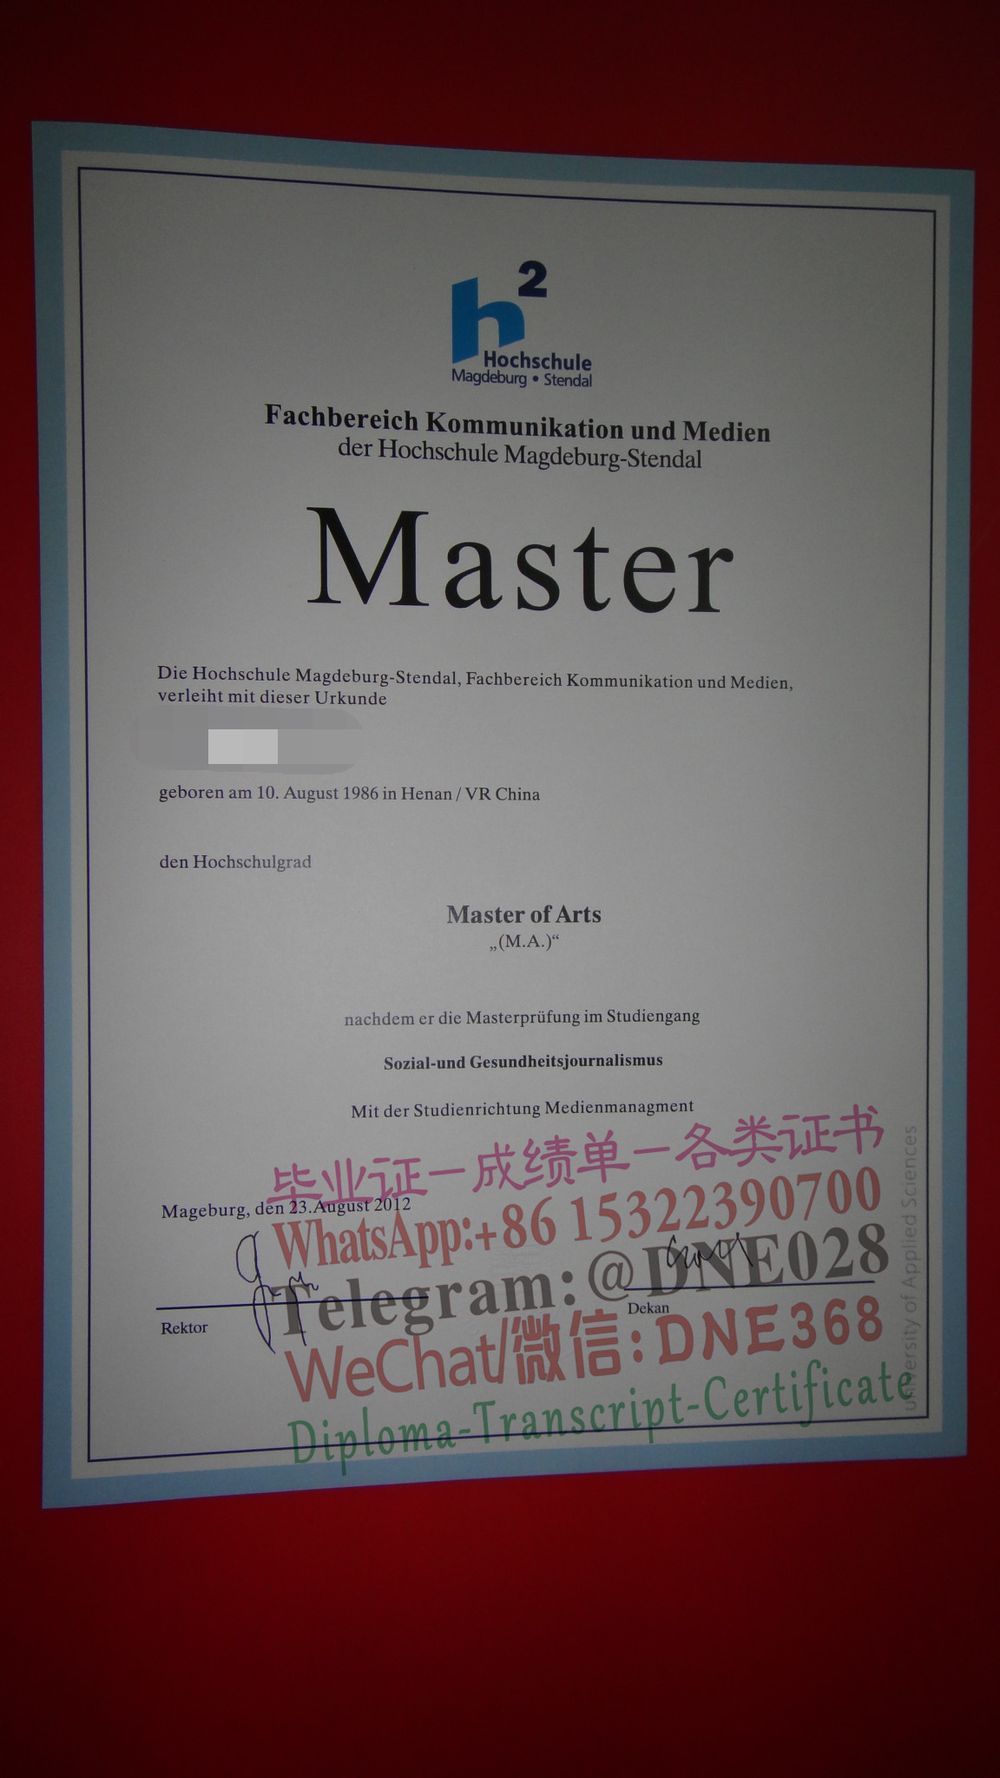 h2
Hochschule
Magdeburg • Stendal
Fachbereich Kommunikation und Medien
der Hochschule Magdeburg-Stendal
Master
Die Hochschule Magdeburg-Stendal, Fachbereich Kommunikation und Medien,
verleiht mit dieser Urkunde
geboren am 10. August 1986 in Henan / VR China
den Hochschulgrad
Master of Arts
„(M.A.)“
nachdem er die Masterprüfung im Studiengang
Sozial-und Gesundheitsjournalismus
Mit der Studienrichtung Medienmanagment
毕业证一成绩单一各类证书
Mageburg, den 23.August 2012
WhatsApp:+86 15322390700
Telegram:@DNE028
Rektor
Dekan
WeChat/微信:DNE368
Diploma-Transcript-Certificate
University of Applied Sciences